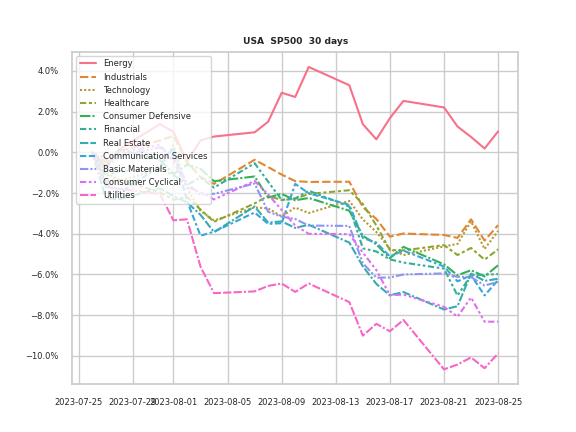 USA SP500 30 days
4.0%
2.0%
0.0%
−2.0%
−4.0%
−6.0%
−8.0%
−10.0%
Energy
Industrials
Technology
Healthcare
Consumer Defensive
Financial
Real Estate
Communication Services
Basic Materials
Consumer Cyclical
Utilities
2023-07-25 2023-07-29 2023-08-01 2023-08-05 2023-08-09 2023-08-13 2023-08-17 2023-08-21 2023-08-25